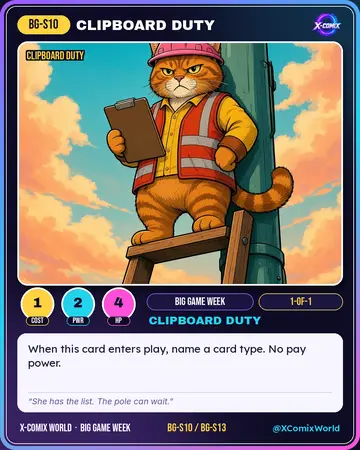 BG-S10 CLIPBOARD DUTY X-COMIX
CLIPBOARD DUTY
1 COST 2 PWR 4 HP BIG GAME WEEK 1-OF-1
CLIPBOARD DUTY
When this card enters play, name a card type. No pay
power.
"She has the list. The pole can wait."
X-COMIX WORLD · BIG GAME WEEK BG-S10 / BG-S13 @XComixWorld